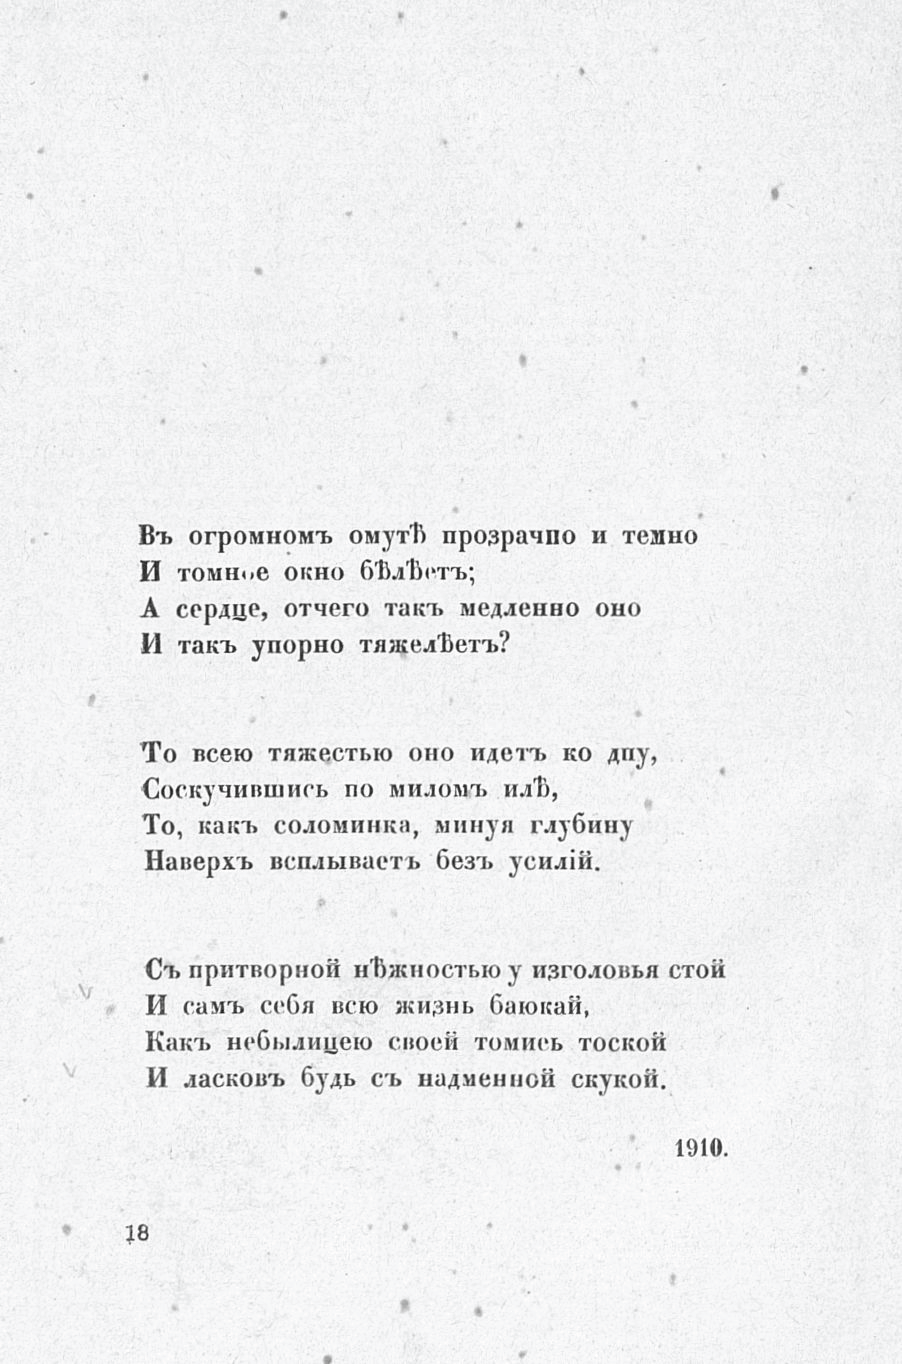 Въ огромномъ омутѣ прозрачно и темно
И томное окно бѣлѣетъ;
А сердце, отчего такъ медленно оно
И такъ упорно тяжелѣетъ?
То всею тяжестью оно идетъ ко дну,
Соскучившись по миломъ илѣ,
То, какъ соломинка, минуя глубину
Наверхъ всплываетъ безъ усилій.
Съ притворной нѣжностью у изголовья стой
И самъ себя всю жизнь баюкай,
Какъ небылицею своей томись тоской
И ласковъ будь съ надменной скукой.
1910.
18